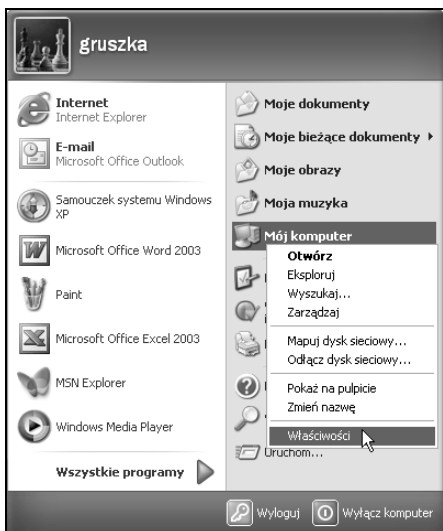 gruszka
Internet
Internet Explorer
E-mail
Microsoft Office Outlook
Samouczek systemu Windows
XP
Microsoft Office Word 2003
Paint
Microsoft Office Excel 2003
MSN Explorer
Windows Media Player
Wszystkie programy
Moje dokumenty
Moje bieżące dokumenty
Moje obrazy
Moja muzyka
Mój komputer
Otwórz
Eksploruj
Wyszukaj...
Zarządzaj
Mapuj dysk sieciowy...
Odłącz dysk sieciowy...
Pokaż na pulpicie
Zmień nazwę
Właściwości
Uruchom...
Wyloguj
Wyłącz komputer